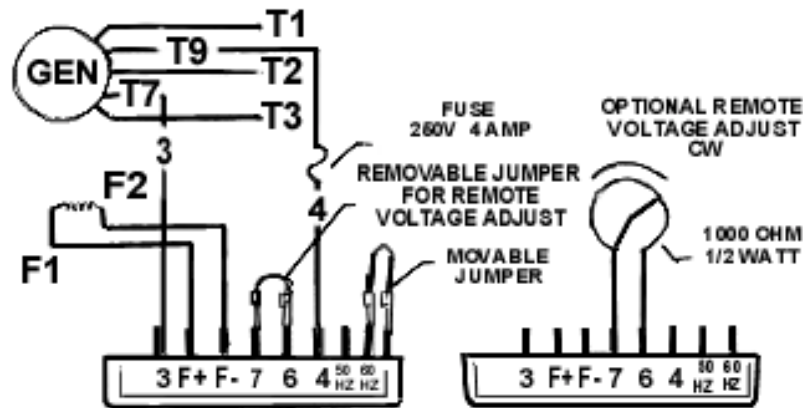 T1
T9
GEN
T2
T7
T3
FUSE
250V 4 AMP
OPTIONAL REMOTE
VOLTAGE ADJUST
CW
3
F2
REMOVABLE JUMPER
FOR REMOTE
VOLTAGE ADJUST
4
F1
MOVABLE
JUMPER
1000 OHM
1/2 WATT
3 F+ F- 7 6 4 50 HZ 60 HZ
3 F+ F- 7 6 4 50 HZ 60 HZ